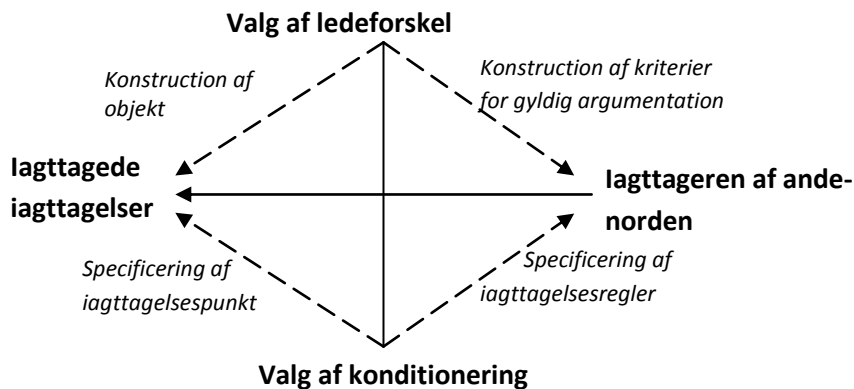 Valg af ledeforskel
Konstruction af
objekt
Konstruction af kriterier
for gyldig argumentation
Iagttagede
iagttagelser
Iagttageren af ande-
norden
Specificering af
iagttagelsespunkt
Specificering af
iagttagelsesregler
Valg af konditionering